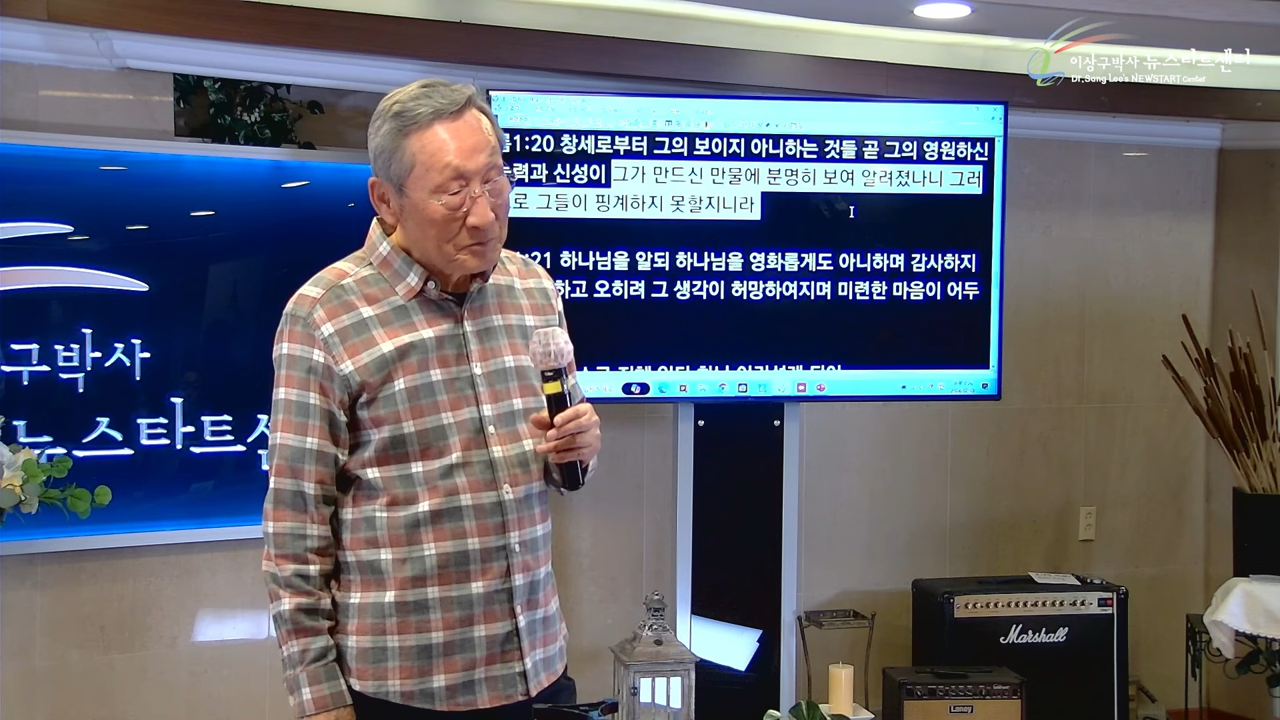 이상구박사 뉴스타트센터
Dr.Sang Lee's NEWSTART Center
1:20 창세로부터 그의 보이지 아니하는 것들 곧 그의 영원하신
능력과 신성이 그가 만드신 만물에 분명히 보여 알려졌나니 그러
로 그들이 핑계하지 못할지니라
:21 하나님을 알되 하나님을 영화롭게도 아니하며 감사하지
하고 오히려 그 생각이 허망하여지며 미련한 마음이 어두
구박사
뉴스타트
Marshall
Laney